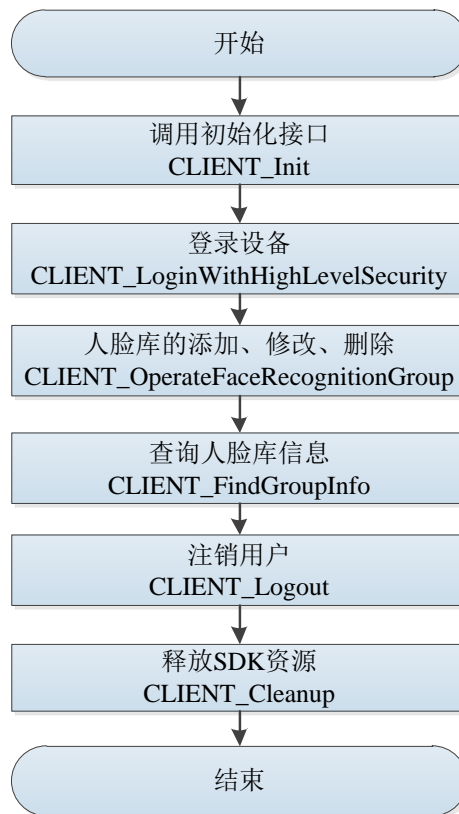 开始
调用初始化接口
CLIENT_Init
登录设备
CLIENT_LoginWithHighLevelSecurity
人脸库的添加、修改、删除
CLIENT_OperateFaceRecognitionGroup
查询人脸库信息
CLIENT_FindGroupInfo
注销用户
CLIENT_Logout
释放SDK资源
CLIENT_Cleanup
结束